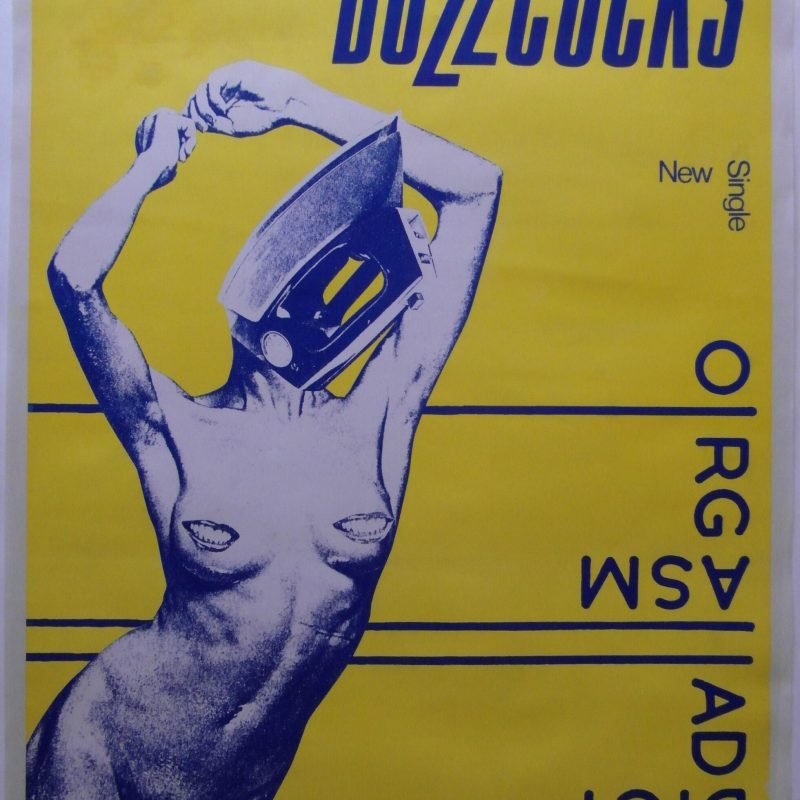 BUZZCOCKS
New Single
ORGASM
AD